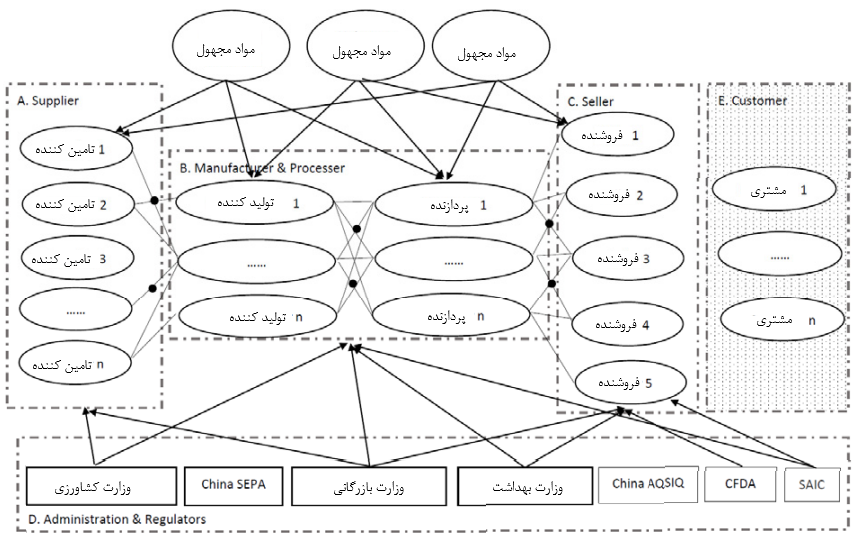 مواد مجهول
مواد مجهول
مواد مجهول
A. Supplier
تامین کننده 1
تامین کننده 2
تامین کننده 3
......
تامین کننده n
B. Manufacturer & Processer
تولید کننده 1
......
تولید کننده n
پردازنده 1
......
پردازنده n
C. Seller
فروشنده 1
فروشنده 2
فروشنده 3
فروشنده 4
فروشنده 5
E. Customer
مشتری 1
......
مشتری n
وزارت کشاورزی
China SEPA
وزارت بازرگانی
وزارت بهداشت
China AQSIQ
CFDA
SAIC
D. Administration & Regulators